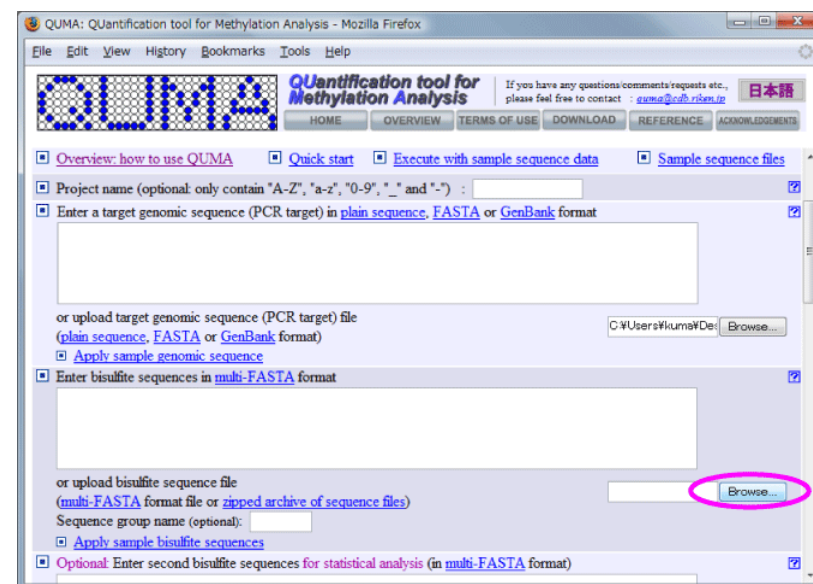 QUMA: QUantification tool for Methylation Analysis - Mozilla Firefox
File Edit View History Bookmarks Tools Help
QUMA
QUantification tool for
Methylation Analysis
If you have any questions/comments/requests etc.,
please feel free to contact : quma@cdb.riken.jp
日本語
HOME OVERVIEW TERMS OF USE DOWNLOAD REFERENCE ACKNOWLEDGEMENTS
Overview: how to use QUMA Quick start Execute with sample sequence data Sample sequence files
Project name (optional: only contain "A-Z", "a-z", "0-9", "_" and "-") : ?
Enter a target genomic sequence (PCR target) in plain sequence, FASTA or GenBank format ?
or upload target genomic sequence (PCR target) file
(plain sequence, FASTA or GenBank format)
C:¥Users¥kuma¥De: Browse...
Apply sample genomic sequence
Enter bisulfite sequences in multi-FASTA format ?
or upload bisulfite sequence file
(multi-FASTA format file or zipped archive of sequence files)
Browse...
Sequence group name (optional):
Apply sample bisulfite sequences
Optional: Enter second bisulfite sequences for statistical analysis (in multi-FASTA format) ?